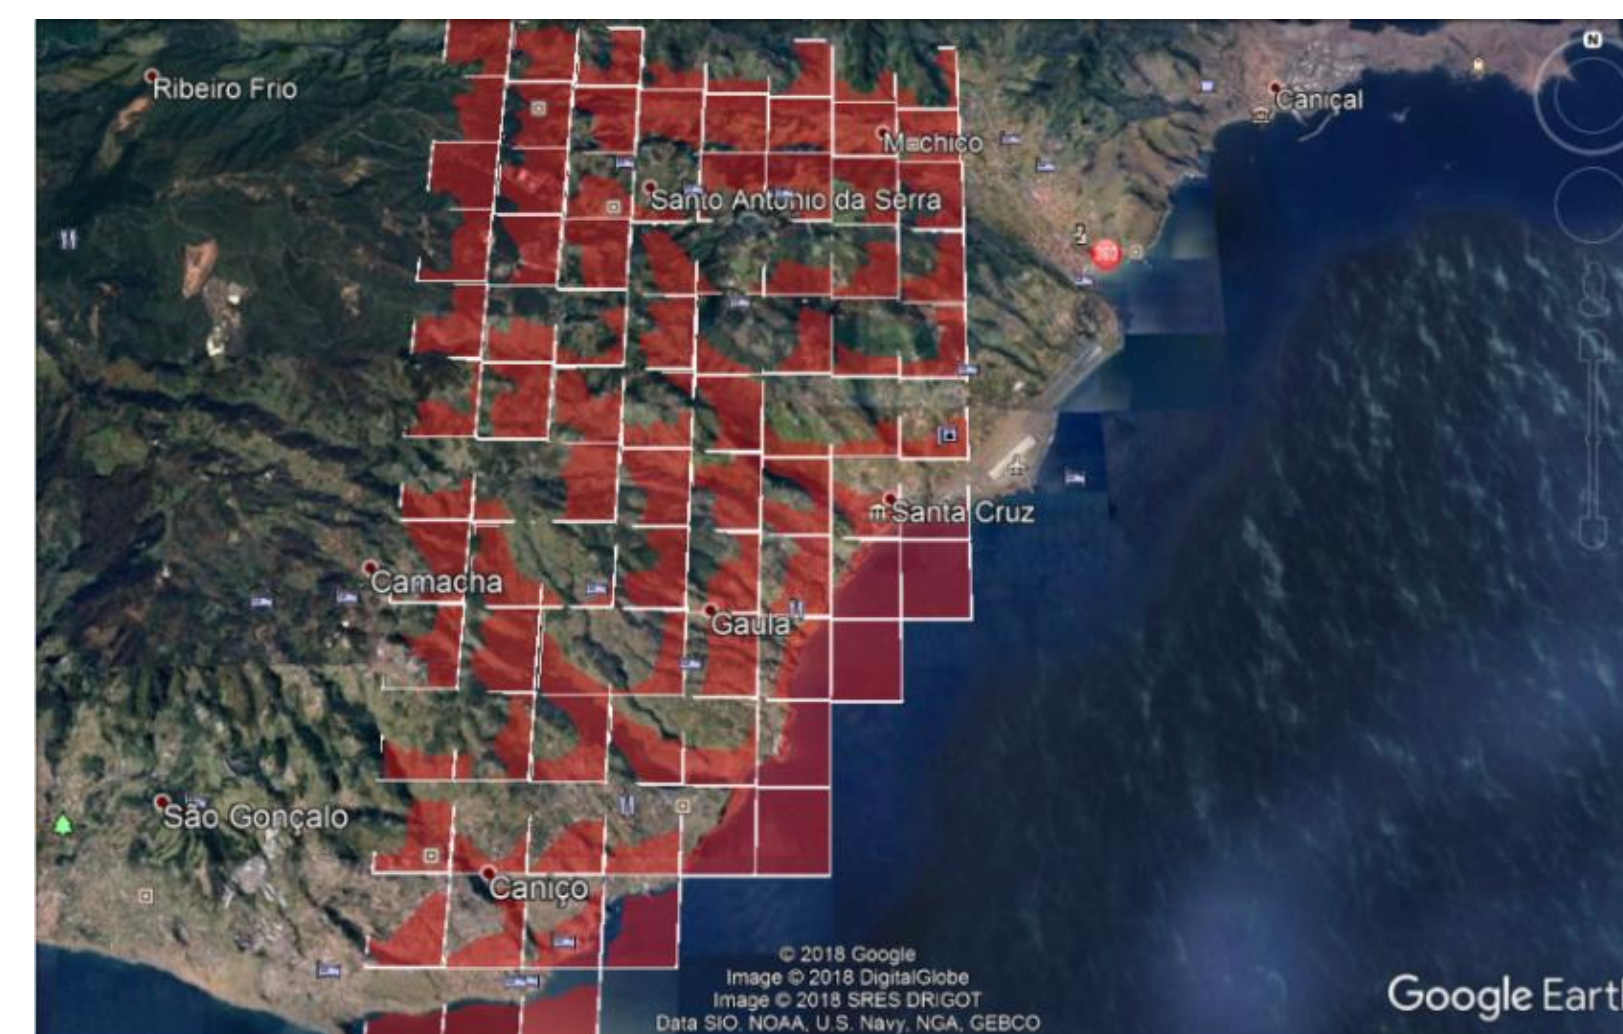 N
Ribeiro Frio
Caniçal
Machico
Santo António da Serra
Santa Cruz
Camacha
Gaula
São Gonçalo
Caniço
© 2018 Google
Image © 2018 DigitalGlobe
Image © 2018 SRES DRIGOT
Data SIO, NOAA, U.S. Navy, NGA, GEBCO
Google Eart